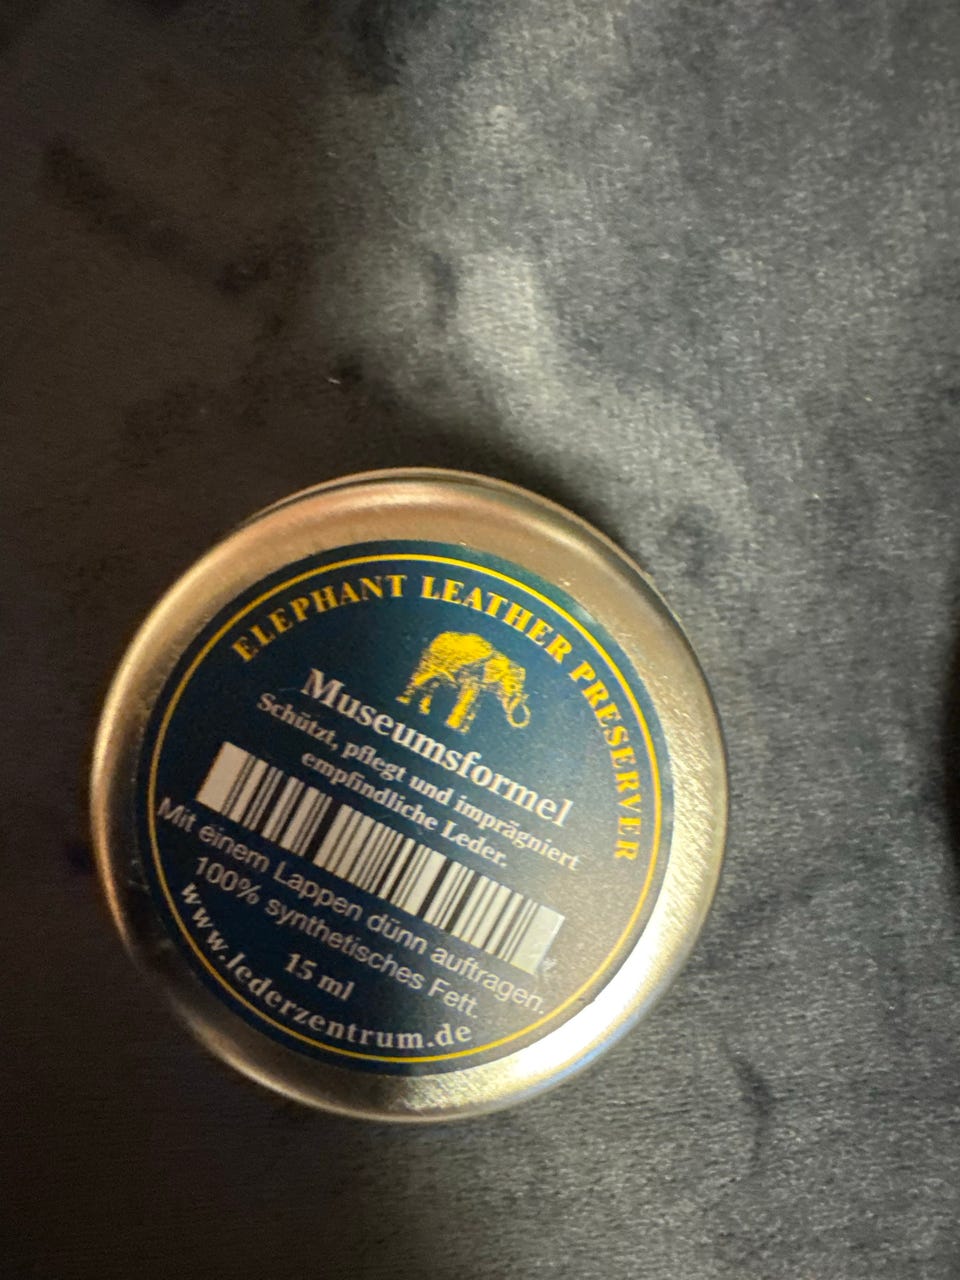 ELEPHANT LEATHER PRESERVER
Museumsformel
Schützt, pflegt und imprägniert
empfindliche Leder.
Mit einem Lappen dünn auftragen.
100% synthetisches Fett.
15 ml
www.lederzentrum.de